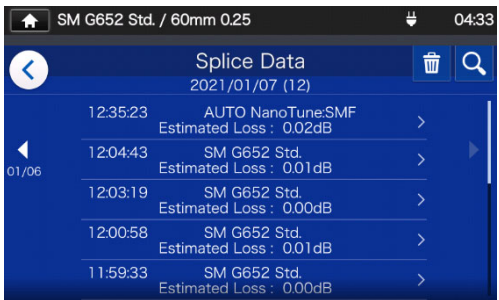 SM G652 Std. / 60mm 0.25 04:33
Splice Data
2021/01/07 (12)
12:35:23 AUTO NanoTune:SMF
Estimated Loss : 0.02dB
12:04:43 SM G652 Std.
Estimated Loss : 0.01dB
01/06
12:03:19 SM G652 Std.
Estimated Loss : 0.00dB
12:00:58 SM G652 Std.
Estimated Loss : 0.01dB
11:59:33 SM G652 Std.
Estimated Loss : 0.00dB